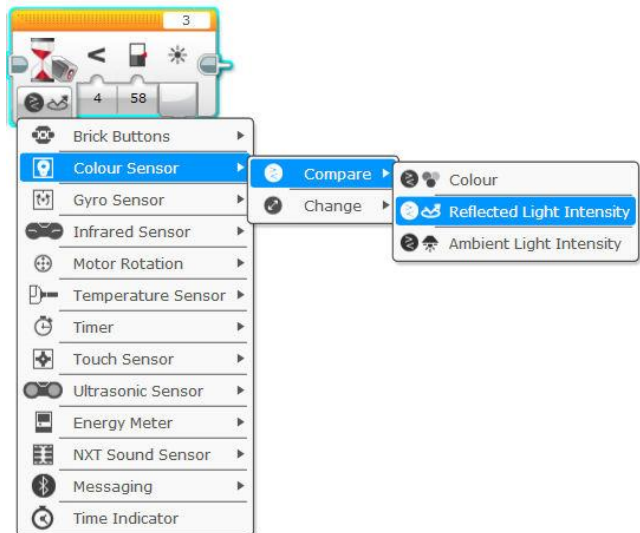 3
<
4 58
Brick Buttons
Colour Sensor
Compare
Colour
Gyro Sensor
Change
Reflected Light Intensity
Infrared Sensor
Ambient Light Intensity
Motor Rotation
Temperature Sensor
Timer
Touch Sensor
Ultrasonic Sensor
Energy Meter
NXT Sound Sensor
Messaging
Time Indicator